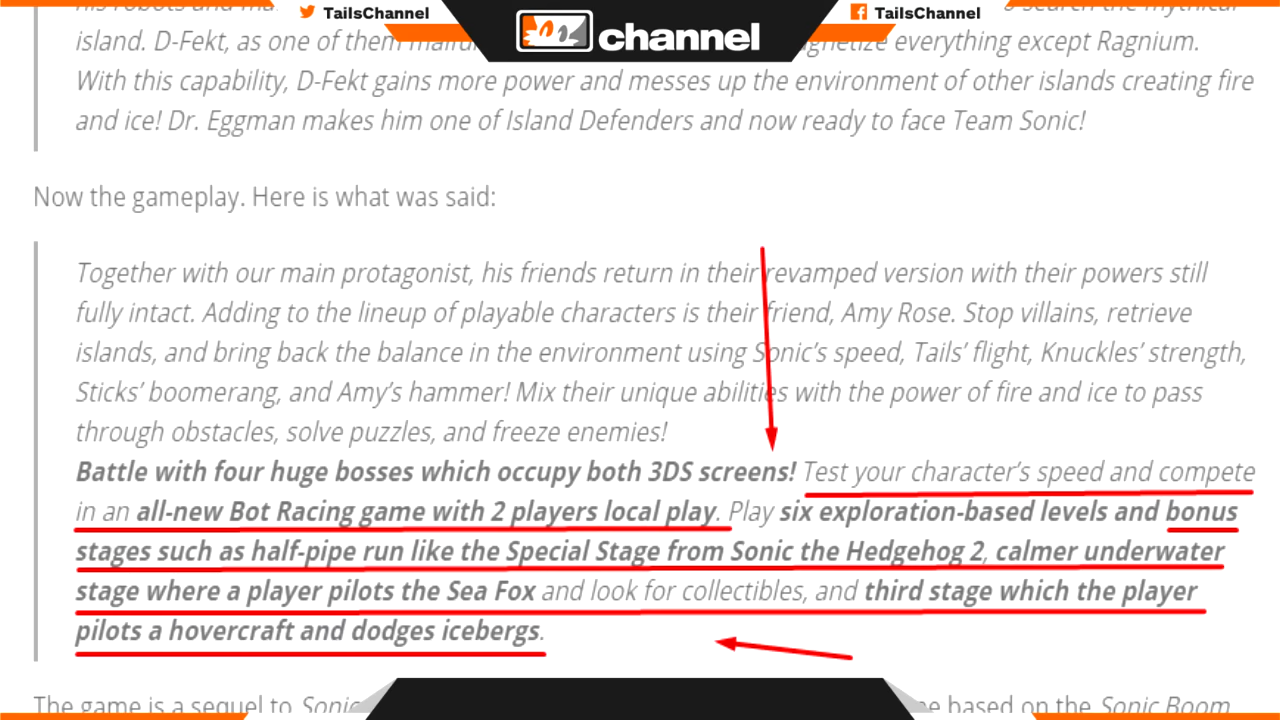 TailsChannel
channel
TailsChannel
his robots and search the mythical
island. D-Fekt, as one of them everything except Ragnium.
With this capability, D-Fekt gains more power and messes up the environment of other islands creating fire
and ice! Dr. Eggman makes him one of Island Defenders and now ready to face Team Sonic!
Now the gameplay. Here is what was said:
Together with our main protagonist, his friends return in their revamped version with their powers still
fully intact. Adding to the lineup of playable characters is their friend, Amy Rose. Stop villains, retrieve
islands, and bring back the balance in the environment using Sonic's speed, Tails' flight, Knuckles' strength,
Sticks' boomerang, and Amy's hammer! Mix their unique abilities with the power of fire and ice to pass
through obstacles, solve puzzles, and freeze enemies!
Battle with four huge bosses which occupy both 3DS screens! Test your character's speed and compete
in an all-new Bot Racing game with 2 players local play. Play six exploration-based levels and bonus
stages such as half-pipe run like the Special Stage from Sonic the Hedgehog 2, calmer underwater
stage where a player pilots the Sea Fox and look for collectibles, and third stage which the player
pilots a hovercraft and dodges icebergs.
The game is a sequel to Sonic based on the Sonic Boom